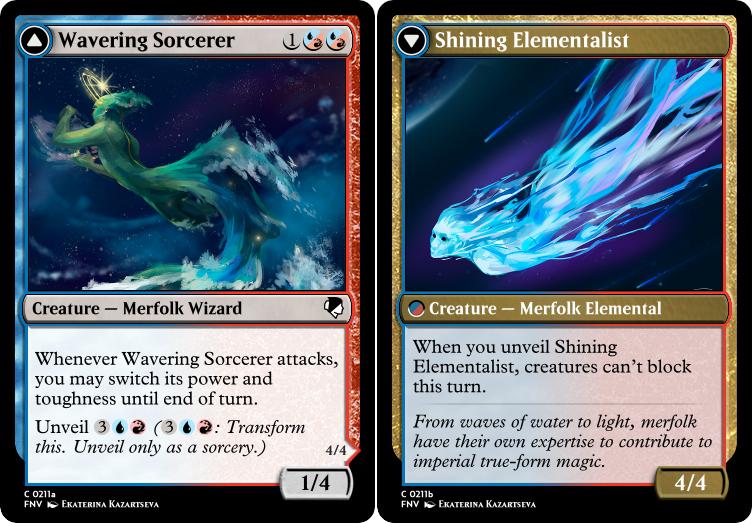 Wavering Sorcerer 1
Creature — Merfolk Wizard
Whenever Wavering Sorcerer attacks,
you may switch its power and
toughness until end of turn.
Unveil 3 (3: Transform
this. Unveil only as a sorcery.)
4/4
1/4
C 0211a
FNV Ekaterina Kazartseva
Shining Elementalist
Creature — Merfolk Elemental
When you unveil Shining
Elementalist, creatures can't block
this turn.
From waves of water to light, merfolk
have their own expertise to contribute to
imperial true-form magic.
4/4
C 0211b
FNV Ekaterina Kazartseva